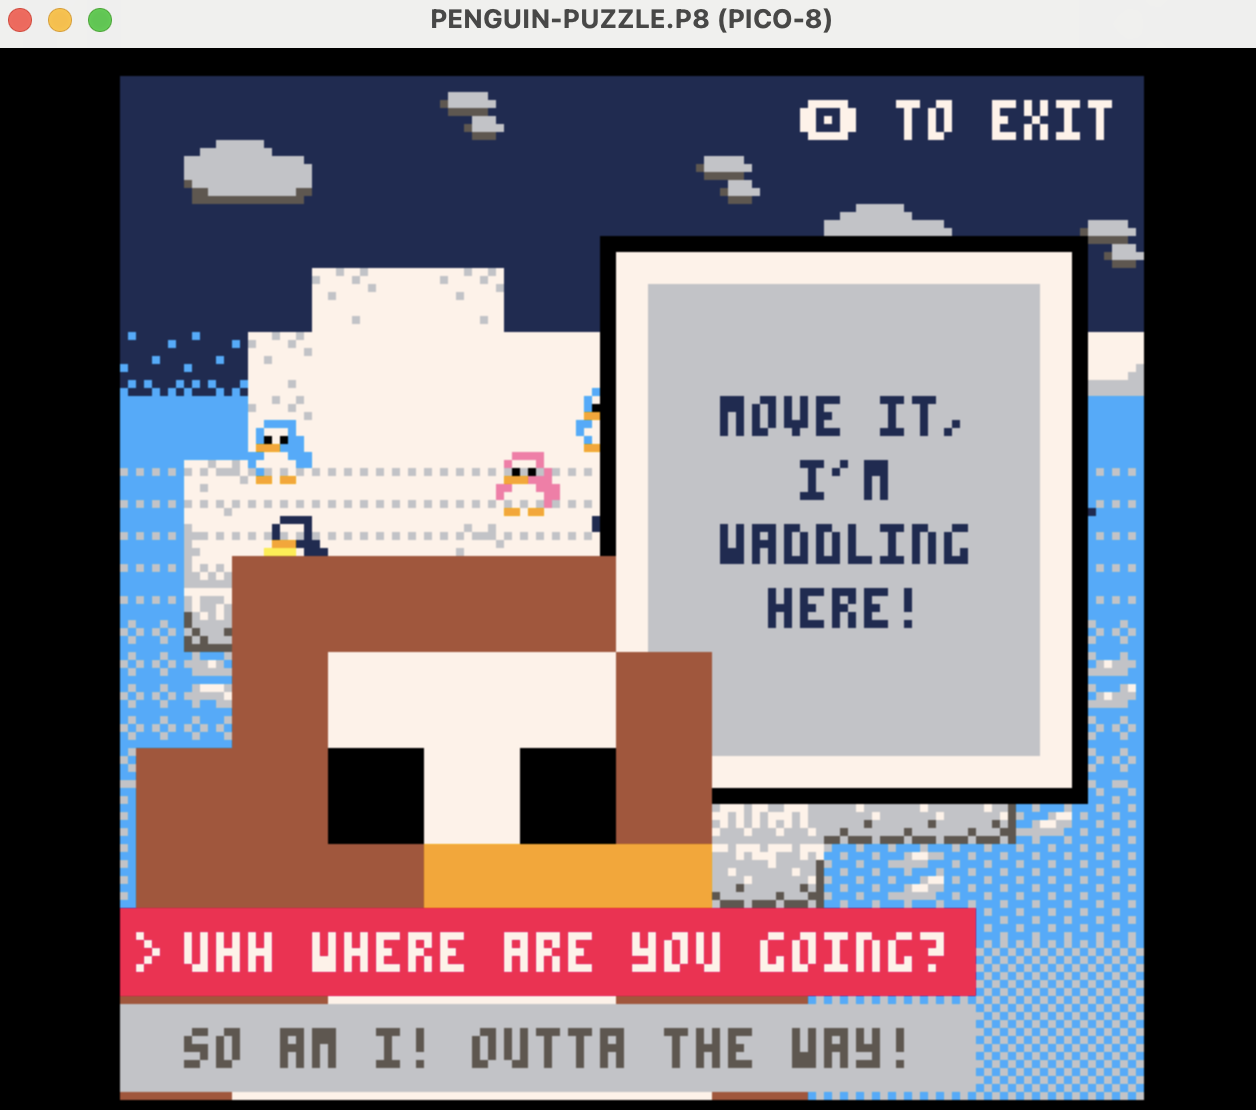 PENGUIN-PUZZLE.P8 (PICO-8)
🅾️ TO EXIT
MOVE IT,
I'M
WADDLING
HERE!
> UHH WHERE ARE YOU GOING?
SO AM I! OUTTA THE WAY!